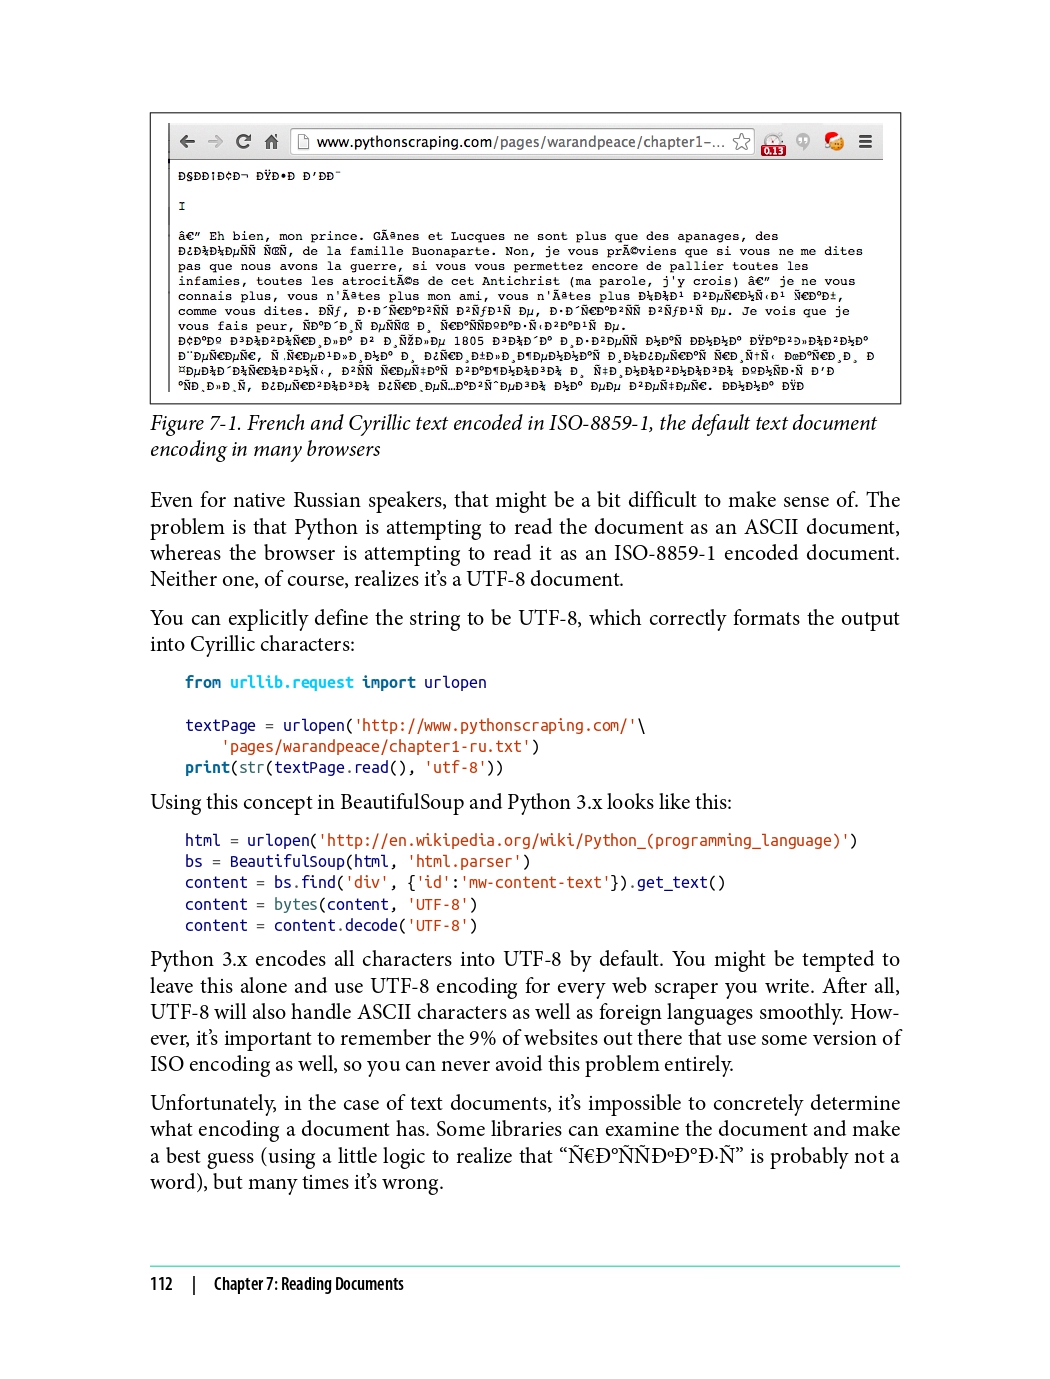 www.pythonscraping.com/pages/warandpeace/chapter1-...
0.13
I
â€” Eh bien, mon prince. GÃªnes et Lucques ne sont plus que des apanages, des
de la famille Buonaparte. Non, je vous prÃ©viens que si vous ne me dites
pas que nous avons la guerre, si vous vous permettez encore de pallier toutes les
infamies, toutes les atrocitÃ©s de cet Antichrist (ma parole, j'y crois) â€” je ne vous
connais plus, vous n'Ãªtes plus mon ami, vous n'Ãªtes plus
comme vous dites. Je vois que je
vous fais peur,
1805
Figure 7-1. French and Cyrillic text encoded in ISO-8859-1, the default text document
encoding in many browsers
Even for native Russian speakers, that might be a bit difficult to make sense of. The
problem is that Python is attempting to read the document as an ASCII document,
whereas the browser is attempting to read it as an ISO-8859-1 encoded document.
Neither one, of course, realizes it’s a UTF-8 document.
You can explicitly define the string to be UTF-8, which correctly formats the output
into Cyrillic characters:
from urllib.request import urlopen
textPage = urlopen('http://www.pythonscraping.com/'\
'pages/warandpeace/chapter1-ru.txt')
print(str(textPage.read(), 'utf-8'))
Using this concept in BeautifulSoup and Python 3.x looks like this:
html = urlopen('http://en.wikipedia.org/wiki/Python_(programming_language)')
bs = BeautifulSoup(html, 'html.parser')
content = bs.find('div', {'id':'mw-content-text'}).get_text()
content = bytes(content, 'UTF-8')
content = content.decode('UTF-8')
Python 3.x encodes all characters into UTF-8 by default. You might be tempted to
leave this alone and use UTF-8 encoding for every web scraper you write. After all,
UTF-8 will also handle ASCII characters as well as foreign languages smoothly. How-
ever, it’s important to remember the 9% of websites out there that use some version of
ISO encoding as well, so you can never avoid this problem entirely.
Unfortunately, in the case of text documents, it’s impossible to concretely determine
what encoding a document has. Some libraries can examine the document and make
a best guess (using a little logic to realize that “Ñ€Ð°ÑÑÐºÐ°Ð·Ñ” is probably not a
word), but many times it’s wrong.
112 | Chapter 7: Reading Documents